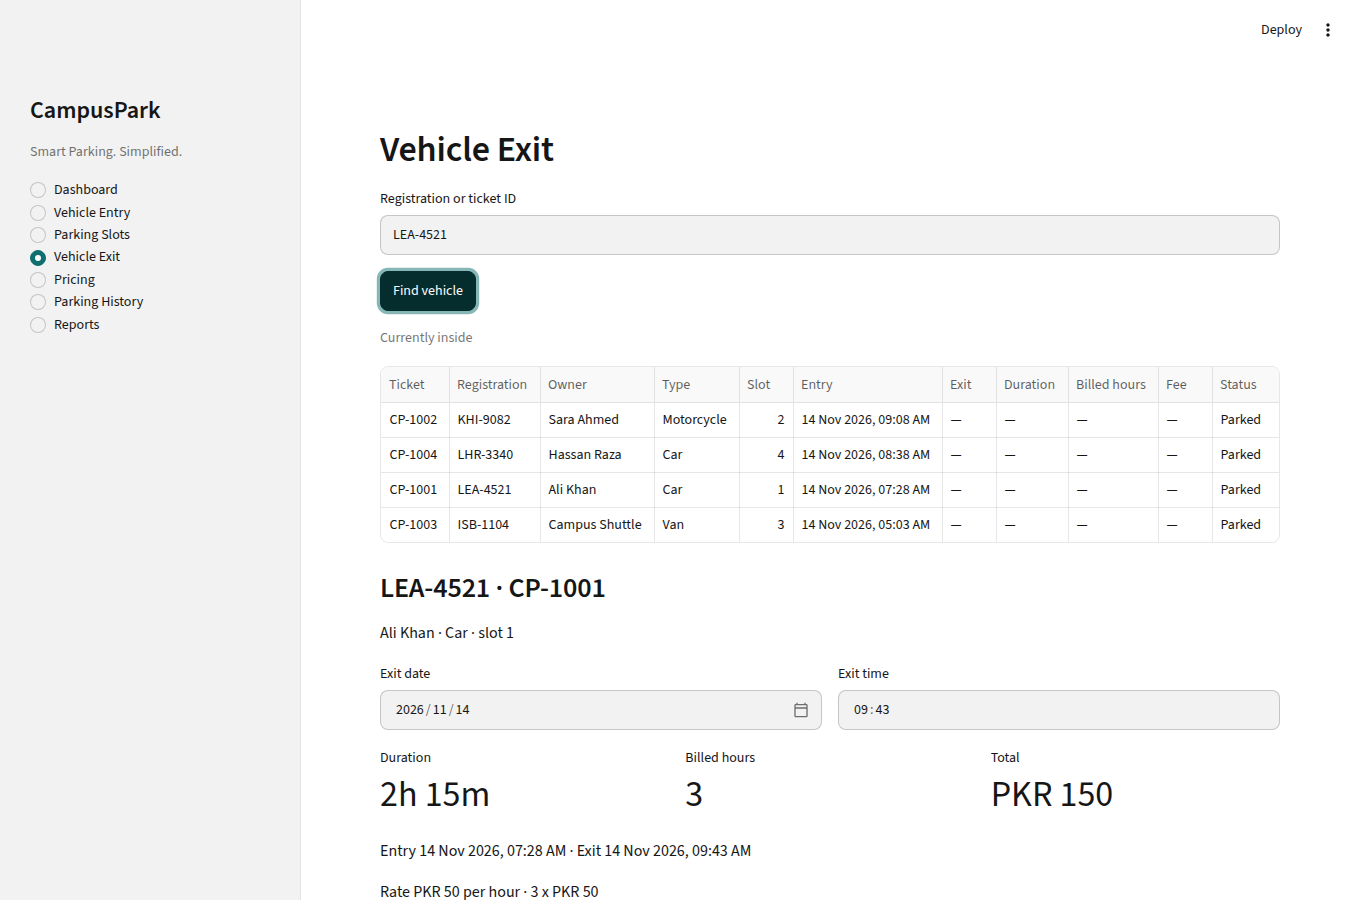 Deploy
CampusPark
Smart Parking. Simplified.
Dashboard
Vehicle Entry
Parking Slots
Vehicle Exit
Pricing
Parking History
Reports
Vehicle Exit
Registration or ticket ID
LEA-4521
Find vehicle
Currently inside
Ticket Registration Owner Type Slot Entry Exit Duration Billed hours Fee Status
CP-1002 KHI-9082 Sara Ahmed Motorcycle 2 14 Nov 2026, 09:08 AM — — — — Parked
CP-1004 LHR-3340 Hassan Raza Car 4 14 Nov 2026, 08:38 AM — — — — Parked
CP-1001 LEA-4521 Ali Khan Car 1 14 Nov 2026, 07:28 AM — — — — Parked
CP-1003 ISB-1104 Campus Shuttle Van 3 14 Nov 2026, 05:03 AM — — — — Parked
LEA-4521 · CP-1001
Ali Khan · Car · slot 1
Exit date Exit time
2026/11/14 09:43
Duration Billed hours Total
2h 15m 3 PKR 150
Entry 14 Nov 2026, 07:28 AM · Exit 14 Nov 2026, 09:43 AM
Rate PKR 50 per hour · 3 x PKR 50